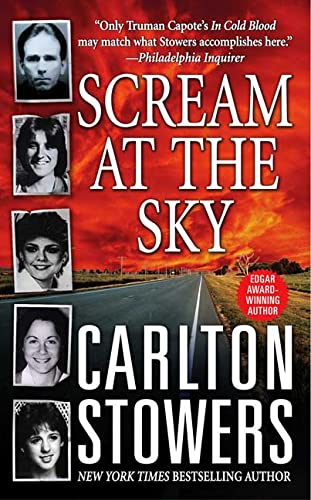 "Only Truman Capote's In Cold Blood
may match what Stowers accomplishes here."
—Philadelphia Inquirer
SCREAM
AT THE
SKY
EDGAR
AWARD-
WINNING
AUTHOR
CARLTON
STOWERS
NEW YORK TIMES BESTSELLING AUTHOR